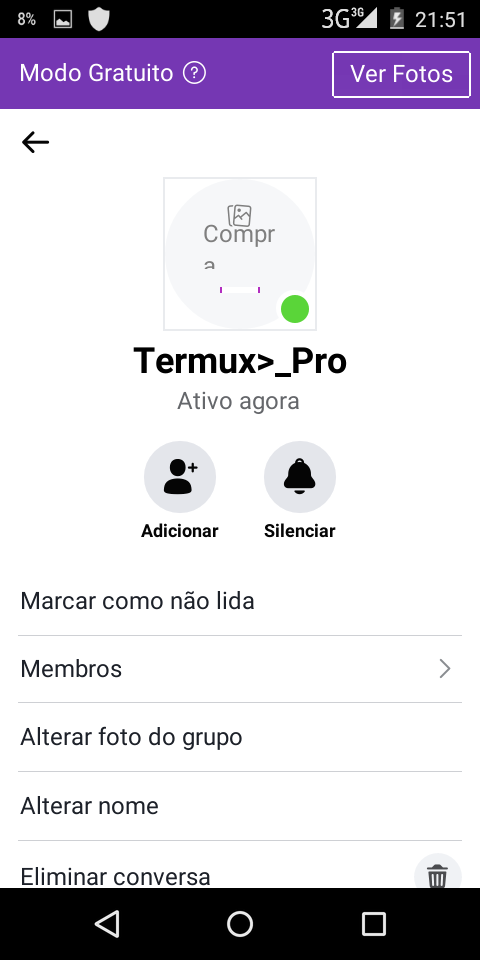 8% 3G 3G 21:51
Modo Gratuito ? Ver Fotos
Compr
a
Termux>_Pro
Ativo agora
Adicionar Silenciar
Marcar como não lida
Membros
Alterar foto do grupo
Alterar nome
Eliminar conversa